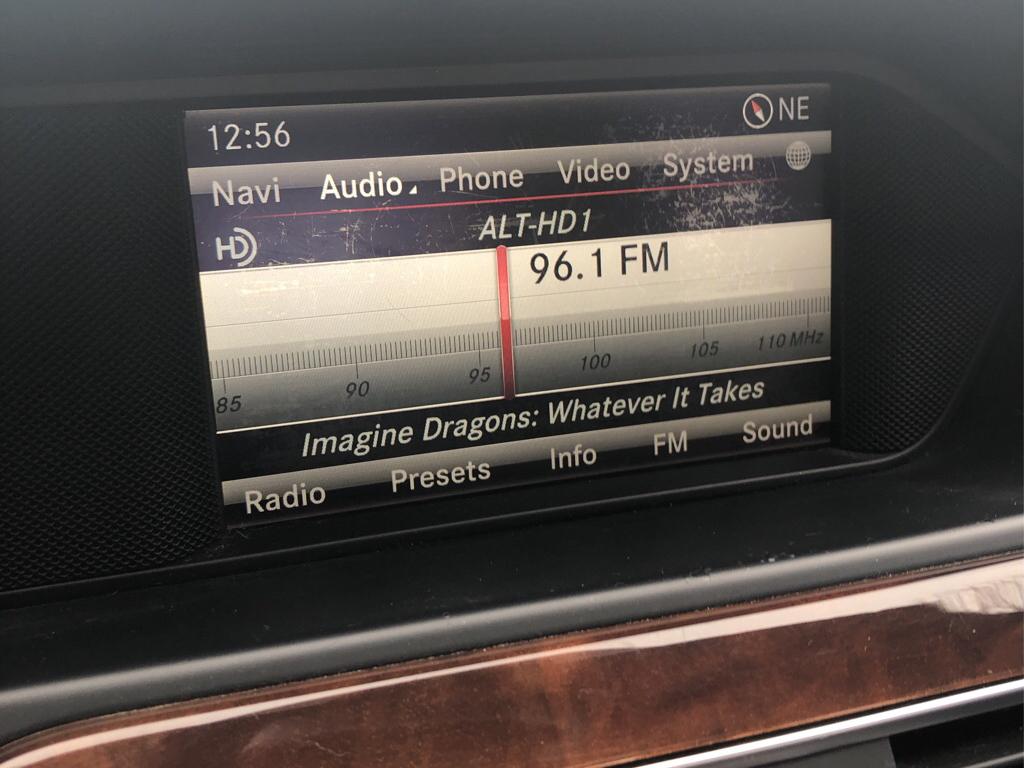 12:56 NE
Navi Audio Phone Video System
HD ALT-HD1
96.1 FM
85 90 95 100 105 110 MHz
Imagine Dragons: Whatever It Takes
Radio Presets Info FM Sound